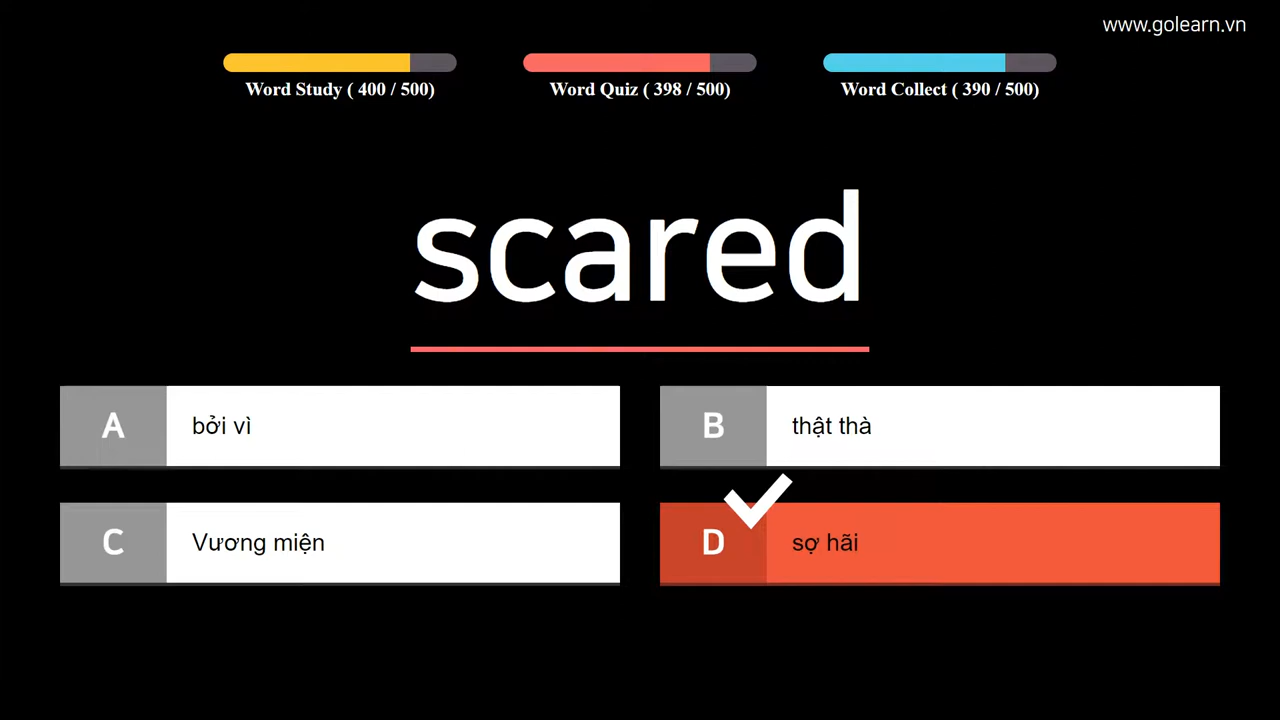 www.golearn.vn
Word Study ( 400 / 500)
Word Quiz ( 398 / 500)
Word Collect ( 390 / 500)
scared
A bởi vì
B thật thà
C Vương miện
D sợ hãi